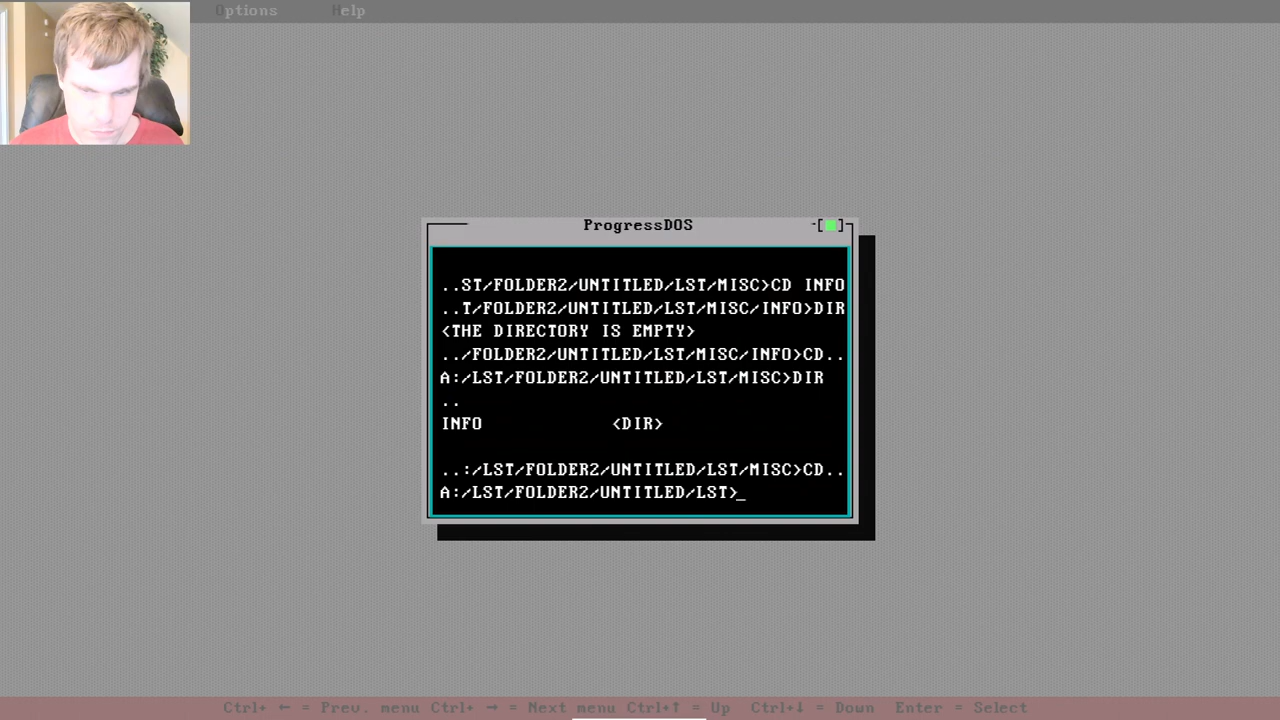 Options Help
ProgressDOS
..ST/FOLDER2/UNTITLED/LST/MISC>CD INFO
..T/FOLDER2/UNTITLED/LST/MISC/INFO>DIR
<THE DIRECTORY IS EMPTY>
../FOLDER2/UNTITLED/LST/MISC/INFO>CD..
A:/LST/FOLDER2/UNTITLED/LST/MISC>DIR
..
INFO <DIR>
..:/LST/FOLDER2/UNTITLED/LST/MISC>CD..
A:/LST/FOLDER2/UNTITLED/LST>_
Ctrl+ ← = Prev. menu Ctrl+ → = Next menu Ctrl+↑ = Up Ctrl+↓ = Down Enter = Select